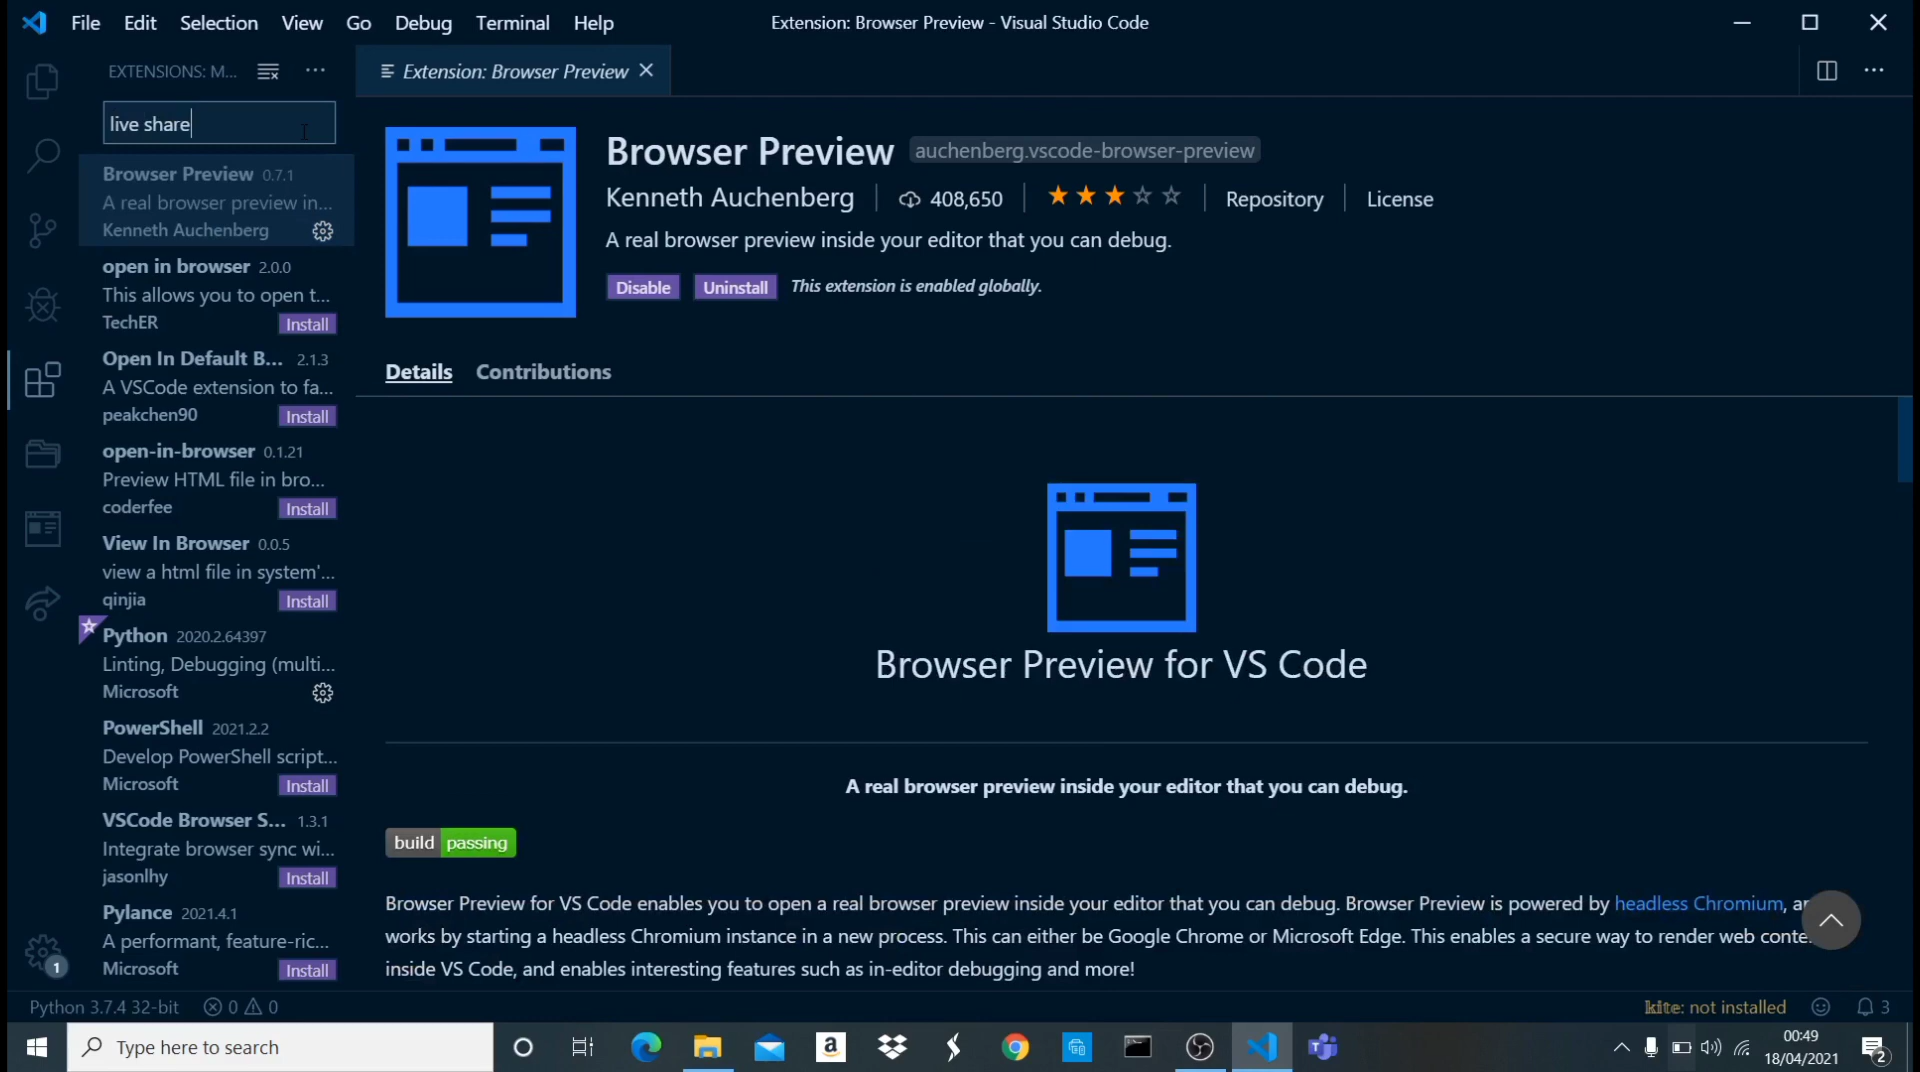 File Edit Selection View Go Debug Terminal Help
Extension: Browser Preview - Visual Studio Code
EXTENSIONS: M...
Extension: Browser Preview
live share
Browser Preview 0.7.1
A real browser preview in...
Kenneth Auchenberg
open in browser 2.0.0
This allows you to open t...
TechER
Install
Open In Default B... 2.1.3
A VSCode extension to fa...
peakchen90
Install
open-in-browser 0.1.21
Preview HTML file in bro...
coderfee
Install
View In Browser 0.0.5
view a html file in system'...
qinjia
Install
Python 2020.2.64397
Linting, Debugging (multi...
Microsoft
PowerShell 2021.2.2
Develop PowerShell script...
Microsoft
Install
VSCode Browser S... 1.3.1
Integrate browser sync wi...
jasonlhy
Install
Pylance 2021.4.1
A performant, feature-ric...
Microsoft
Install
1
Browser Preview auchenberg.vscode-browser-preview
Kenneth Auchenberg 408,650 Repository License
A real browser preview inside your editor that you can debug.
Disable Uninstall This extension is enabled globally.
Details Contributions
Browser Preview for VS Code
A real browser preview inside your editor that you can debug.
build passing
Browser Preview for VS Code enables you to open a real browser preview inside your editor that you can debug. Browser Preview is powered by headless Chromium,
works by starting a headless Chromium instance in a new process. This can either be Google Chrome or Microsoft Edge. This enables a secure way to render web
inside VS Code, and enables interesting features such as in-editor debugging and more!
Python 3.7.4 32-bit 0 0
kite: not installed 3
Type here to search
a
00:49
18/04/2021
2